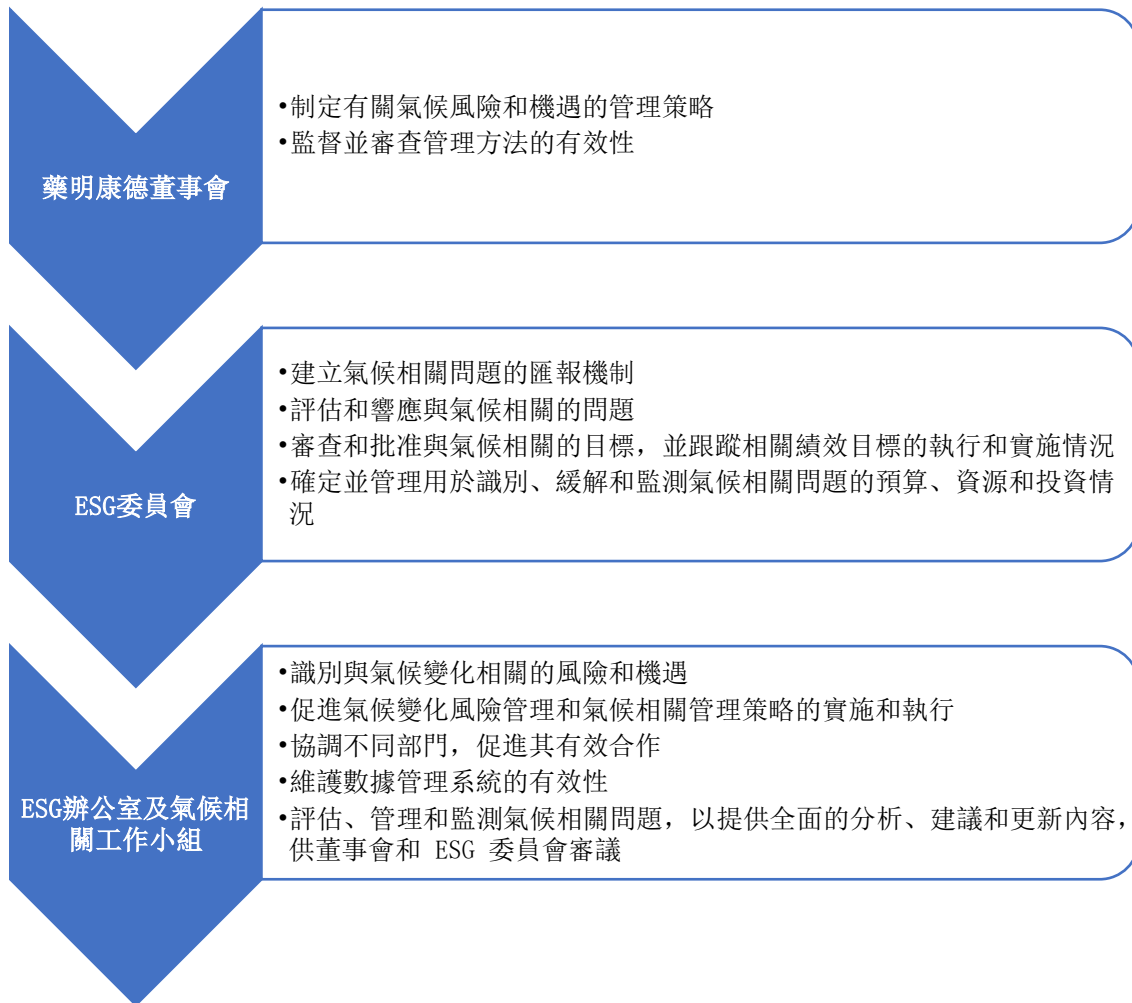 藥明康德董事會
•制定有關氣候風險和機遇的管理策略
•監督並審查管理方法的有效性
ESG委員會
•建立氣候相關問題的匯報機制
•評估和響應與氣候相關的問題
•審查和批准與氣候相關的目標，並跟蹤相關績效目標的執行和實施情況
•確定並管理用於識別、緩解和監測氣候相關問題的預算、資源和投資情
況
ESG辦公室及氣候相
關工作小組
•識別與氣候變化相關的風險和機遇
•促進氣候變化風險管理和氣候相關管理策略的實施和執行
•協調不同部門，促進其有效合作
•維護數據管理系統的有效性
•評估、管理和監測氣候相關問題，以提供全面的分析、建議和更新內容，
供董事會和 ESG 委員會審議